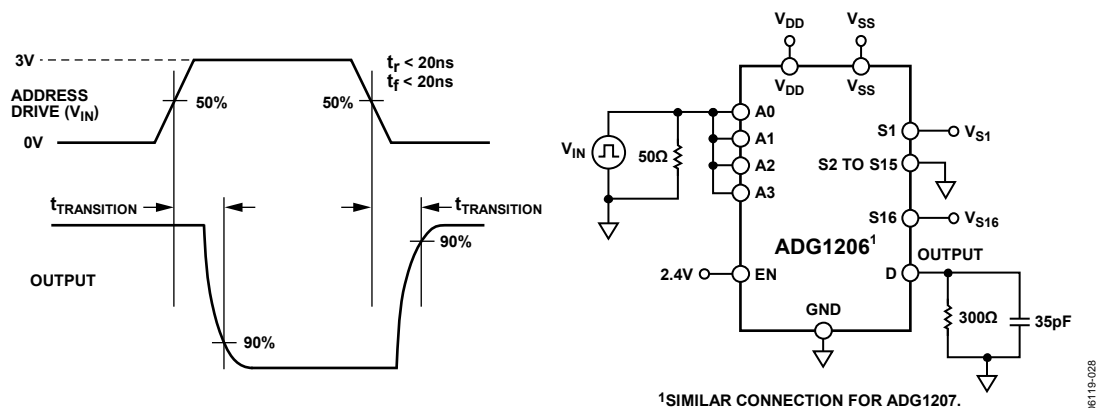 3V
ADDRESS
DRIVE (VIN)
0V
50%
50%
tr < 20ns
tf < 20ns
tTRANSITION
tTRANSITION
90%
OUTPUT
90%
VDD
VSS
VDD
VSS
VIN
50Ω
A0
A1
A2
A3
S1
VS1
S2 TO S15
S16
VS16
ADG1206¹
OUTPUT
2.4V
EN
D
GND
300Ω
35pF
¹SIMILAR CONNECTION FOR ADG1207.
06119-028